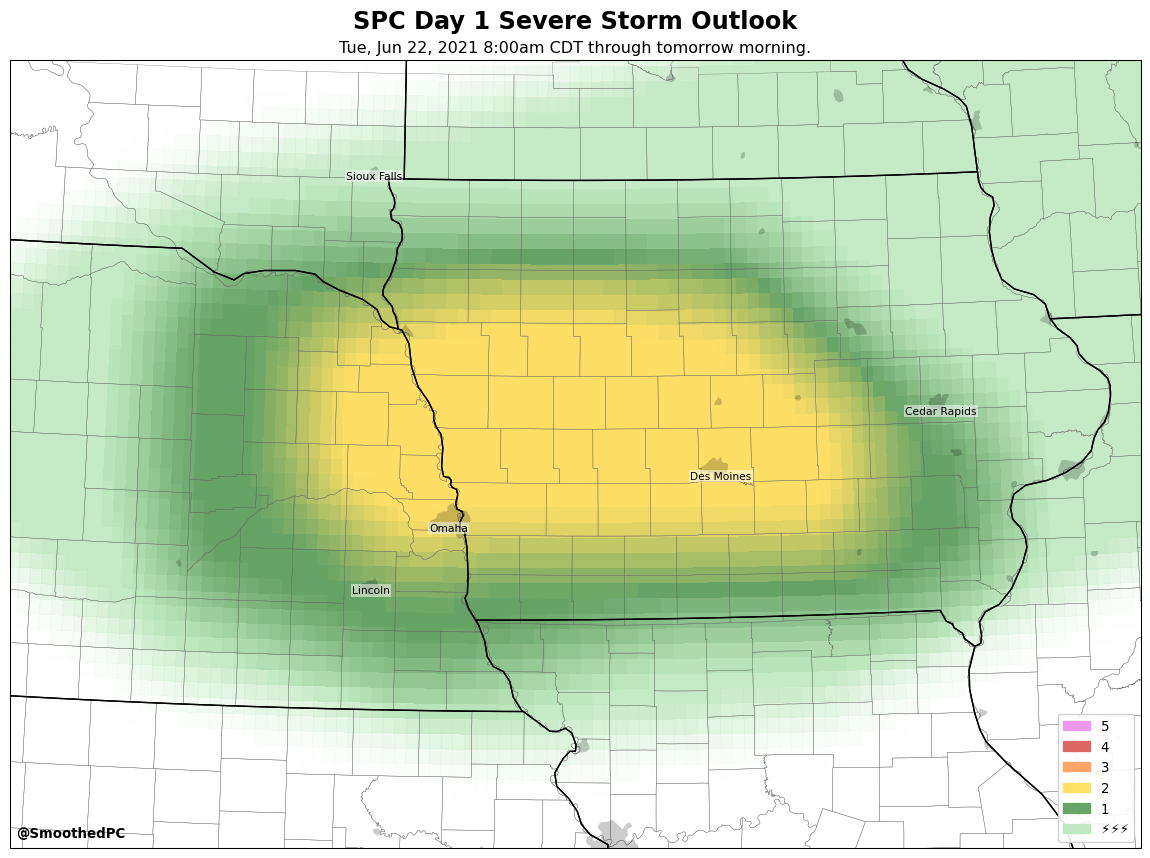 SPC Day 1 Severe Storm Outlook
Tue, Jun 22, 2021 8:00am CDT through tomorrow morning.
Sioux Falls
Cedar Rapids
Des Moines
Omaha
Lincoln
5
4
3
2
1
⚡⚡⚡
@SmoothedPC